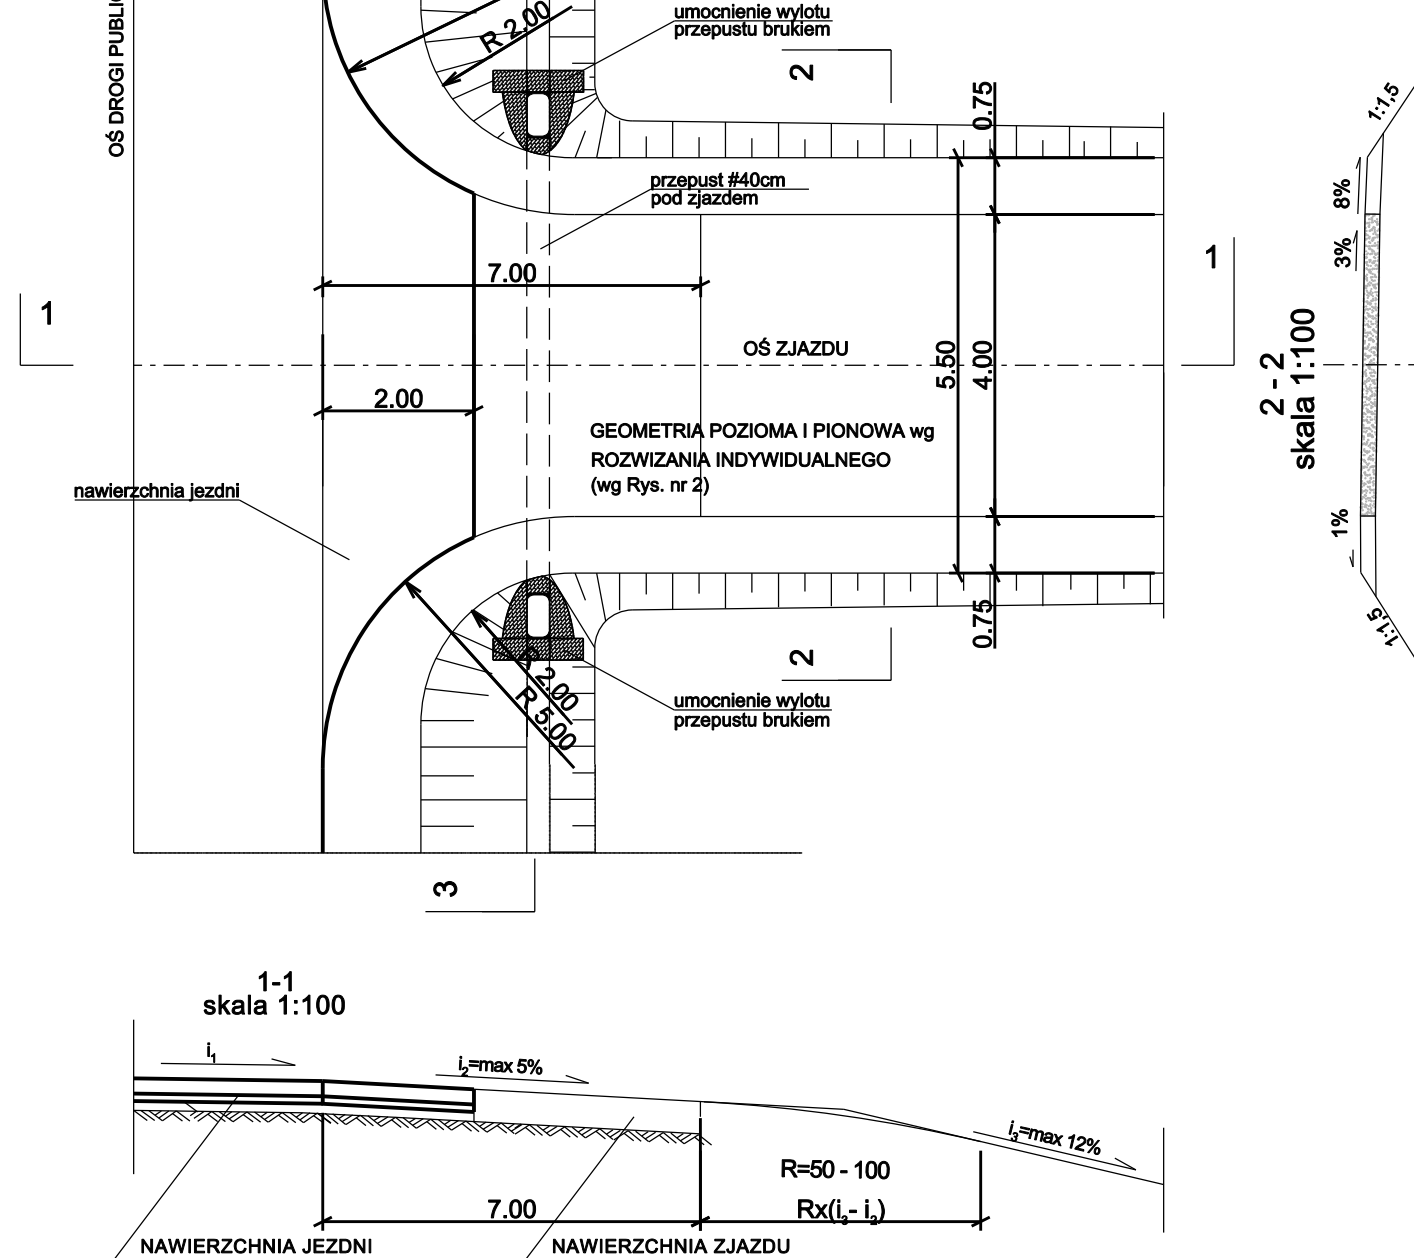 umocnienie wylotu
przepustu brukiem
R 2.00
OŚ DROGI PUBLIC
2
0.75
1:1,5
przepust #40cm
pod zjazdem
8%
3%
7.00
1
1
OŚ ZJAZDU
5.50
4.00
2 - 2
skala 1:100
2.00
GEOMETRIA POZIOMA I PIONOWA wg
ROZWIZANIA INDYWIDUALNEGO
(wg Rys. nr 2)
nawierzchnia jezdni
1%
0.75
1:1,5
2
R 2.00
R 5.00
umocnienie wylotu
przepustu brukiem
3
1-1
skala 1:100
i1
i2=max 5%
i3=max 12%
R=50 - 100
7.00
Rx(i3- i2)
NAWIERZCHNIA JEZDNI
NAWIERZCHNIA ZJAZDU